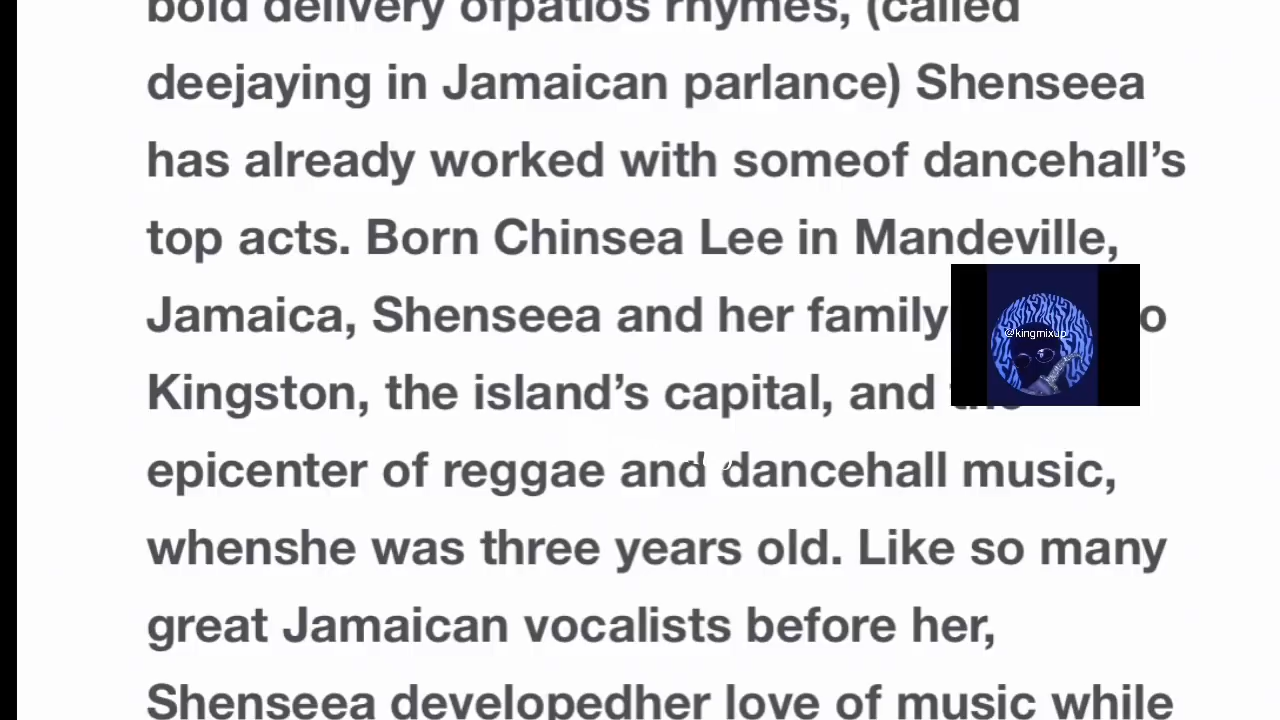 bold delivery ofpatios rhymes, (called
deejaying in Jamaican parlance) Shenseea
has already worked with someof dancehall’s
top acts. Born Chinsea Lee in Mandeville,
Jamaica, Shenseea and her family o
@kingmixup
Kingston, the island’s capital, and the
epicenter of reggae and dancehall music,
whenshe was three years old. Like so many
great Jamaican vocalists before her,
Shenseea developedher love of music while